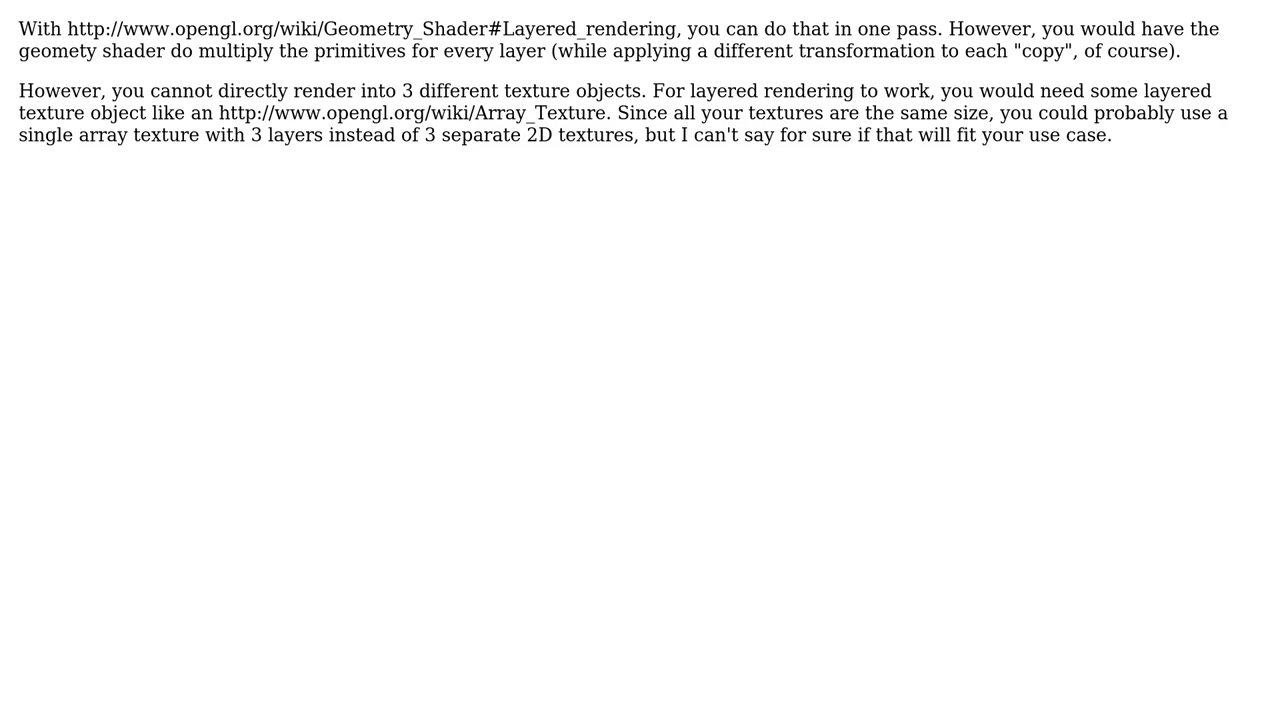 With http://www.opengl.org/wiki/Geometry_Shader#Layered_rendering, you can do that in one pass. However, you would have the
geomety shader do multiply the primitives for every layer (while applying a different transformation to each "copy", of course).
However, you cannot directly render into 3 different texture objects. For layered rendering to work, you would need some layered
texture object like an http://www.opengl.org/wiki/Array_Texture. Since all your textures are the same size, you could probably use a
single array texture with 3 layers instead of 3 separate 2D textures, but I can't say for sure if that will fit your use case.